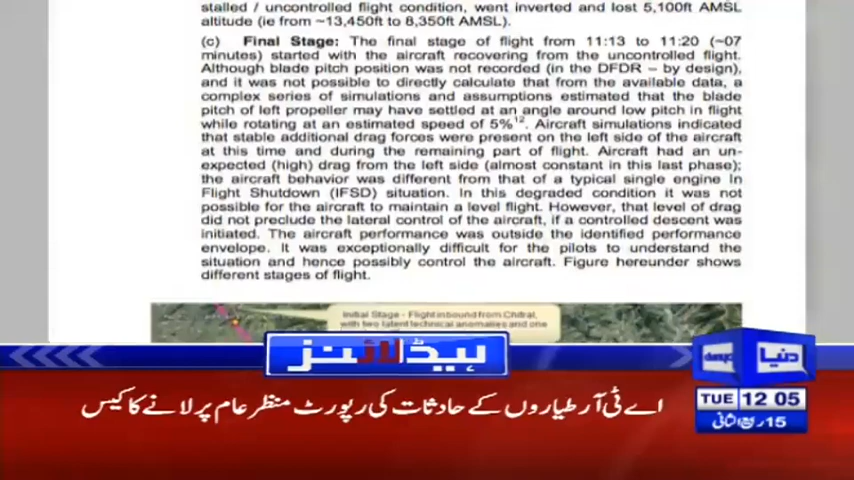 stalled / uncontrolled flight condition, went inverted and lost 5,100ft AMSL
altitude (ie from ~13,450ft to 8,350ft AMSL).
(c) Final Stage: The final stage of flight from 11:13 to 11:20 (~07
minutes) started with the aircraft recovering from the uncontrolled flight.
Although blade pitch position was not recorded (in the DFDR – by design),
and it was not possible to directly calculate that from the available data, a
complex series of simulations and assumptions estimated that the blade
pitch of left propeller may have settled at an angle around low pitch in flight
while rotating at an estimated speed of 5%¹². Aircraft simulations indicated
that stable additional drag forces were present on the left side of the aircraft
at this time and during the remaining part of flight. Aircraft had an un-
expected (high) drag from the left side (almost constant in this last phase);
the aircraft behavior was different from that of a typical single engine In
Flight Shutdown (IFSD) situation. In this degraded condition it was not
possible for the aircraft to maintain a level flight. However, that level of drag
did not preclude the lateral control of the aircraft, if a controlled descent was
initiated. The aircraft performance was outside the identified performance
envelope. It was exceptionally difficult for the pilots to understand the
situation and hence possibly control the aircraft. Figure hereunder shows
different stages of flight.
Initial Stage - Flight inbound from Chitral,
with two latent technical anomalies and one
ہیڈلائنز
دنیا
اے ٹی آر طیاروں کے حادثات کی رپورٹ منظر عام پر لانے کا کیس
TUE 12 05
15 ربیع الثانی